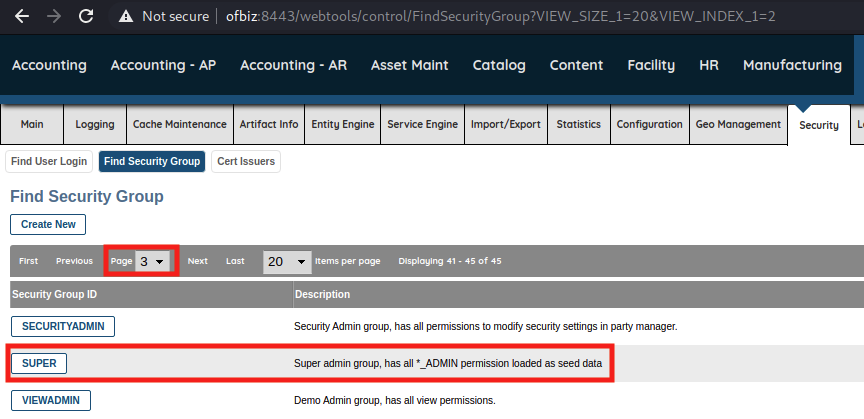 Not secure ofbiz:8443/webtools/control/FindSecurityGroup?VIEW_SIZE_1=20&VIEW_INDEX_1=2
Accounting Accounting - AP Accounting - AR Asset Maint Catalog Content Facility HR Manufacturing
Main Logging Cache Maintenance Artifact Info Entity Engine Service Engine Import/Export Statistics Configuration Geo Management Security
Find User Login Find Security Group Cert Issuers
Find Security Group
Create New
First Previous Page 3 Next Last 20 Items per page Displaying 41 - 45 of 45
Security Group ID Description
SECURITYADMIN Security Admin group, has all permissions to modify security settings in party manager.
SUPER Super admin group, has all *_ADMIN permission loaded as seed data
VIEWADMIN Demo Admin group, has all view permissions.